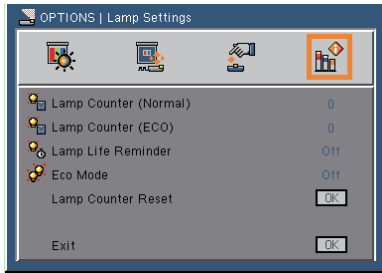 OPTIONS | Lamp Settings
Lamp Counter (Normal) 0
Lamp Counter (ECO) 0
Lamp Life Reminder Off
Eco Mode Off
Lamp Counter Reset OK
Exit OK